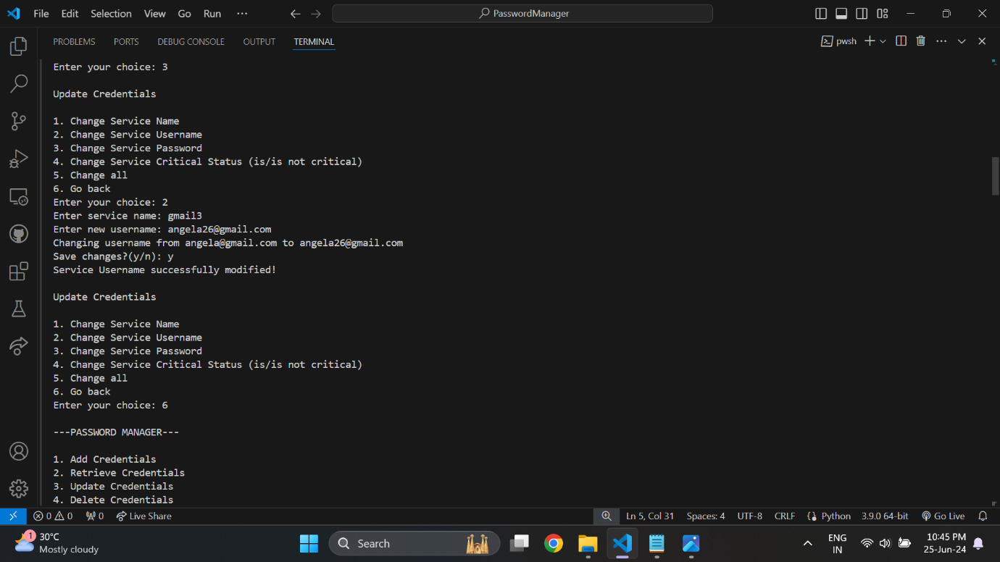 File Edit Selection View Go Run ··· PasswordManager
PROBLEMS PORTS DEBUG CONSOLE OUTPUT TERMINAL pwsh
Enter your choice: 3
Update Credentials
1. Change Service Name
2. Change Service Username
3. Change Service Password
4. Change Service Critical Status (is/is not critical)
5. Change all
6. Go back
Enter your choice: 2
Enter service name: gmail3
Enter new username: angela26@gmail.com
Changing username from angela@gmail.com to angela26@gmail.com
Save changes?(y/n): y
Service Username successfully modified!
Update Credentials
1. Change Service Name
2. Change Service Username
3. Change Service Password
4. Change Service Critical Status (is/is not critical)
5. Change all
6. Go back
Enter your choice: 6
---PASSWORD MANAGER---
1. Add Credentials
2. Retrieve Credentials
3. Update Credentials
4. Delete Credentials
0 0 0 Live Share Ln 5, Col 31 Spaces: 4 UTF-8 CRLF Python 3.9.0 64-bit Go Live
1 30°C Search ENG 10:45 PM
Mostly cloudy IN 25-Jun-24